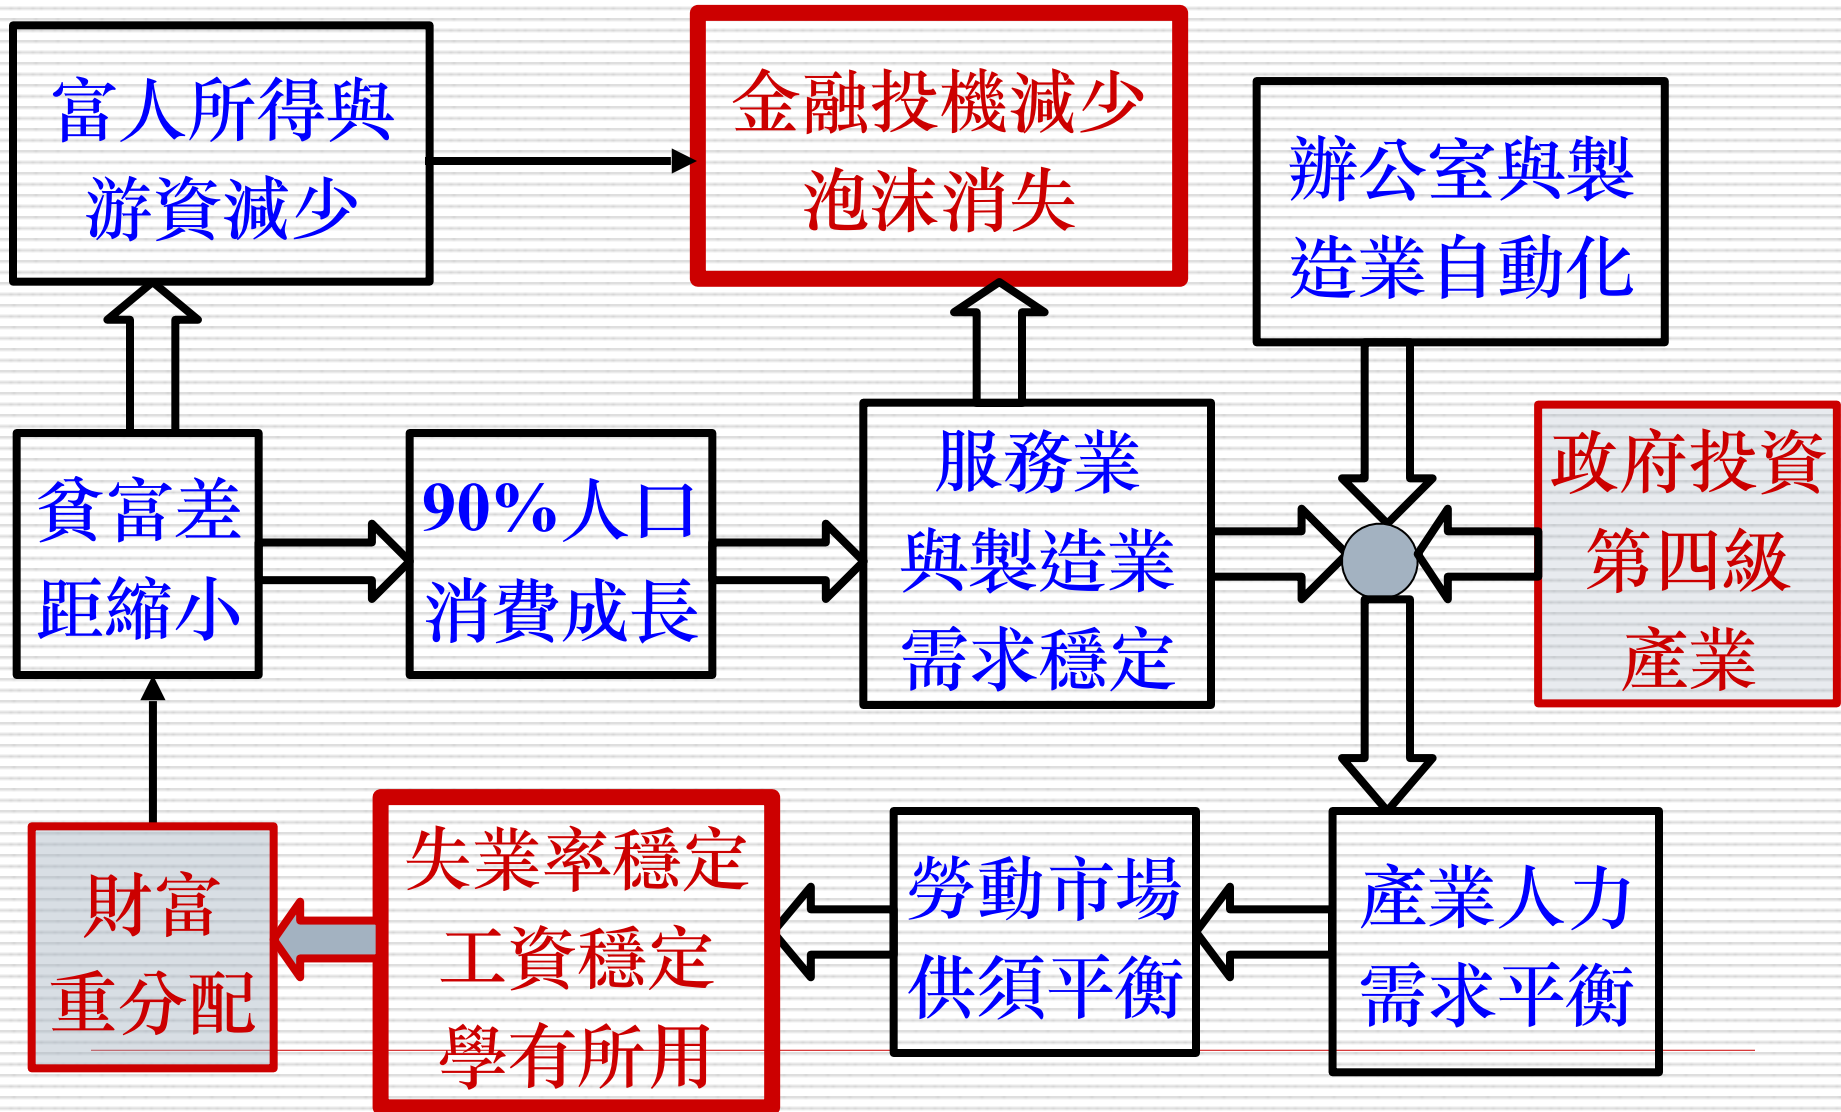 富人所得與
游資減少
金融投機減少
泡沫消失
辦公室與製
造業自動化
貧富差
距縮小
90%人口
消費成長
服務業
與製造業
需求穩定
政府投資
第四級
產業
財富
重分配
失業率穩定
工資穩定
學有所用
勞動市場
供須平衡
產業人力
需求平衡